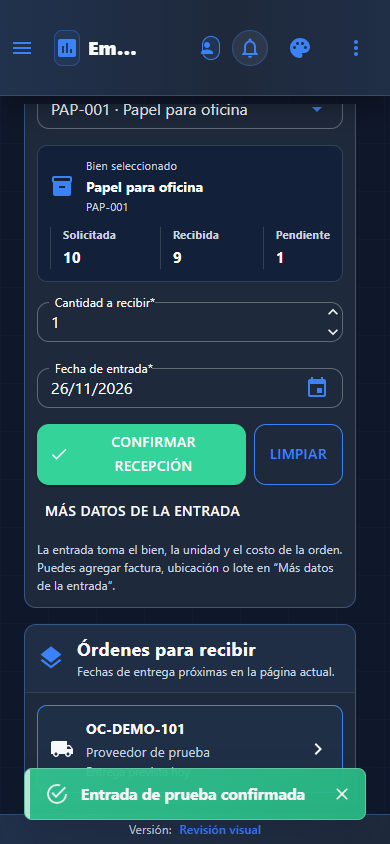 Em...
PAP-001 · Papel para oficina
Bien seleccionado
Papel para oficina
PAP-001
Solicitada Recibida Pendiente
10 9 1
Cantidad a recibir*
1
Fecha de entrada*
26/11/2026
CONFIRMAR
RECEPCIÓN
LIMPIAR
MÁS DATOS DE LA ENTRADA
La entrada toma el bien, la unidad y el costo de la orden.
Puedes agregar factura, ubicación o lote en “Más datos
de la entrada”.
Órdenes para recibir
Fechas de entrega próximas en la página actual.
OC-DEMO-101
Proveedor de prueba
Entrega prevista hoy
Entrada de prueba confirmada
Versión: Revisión visual